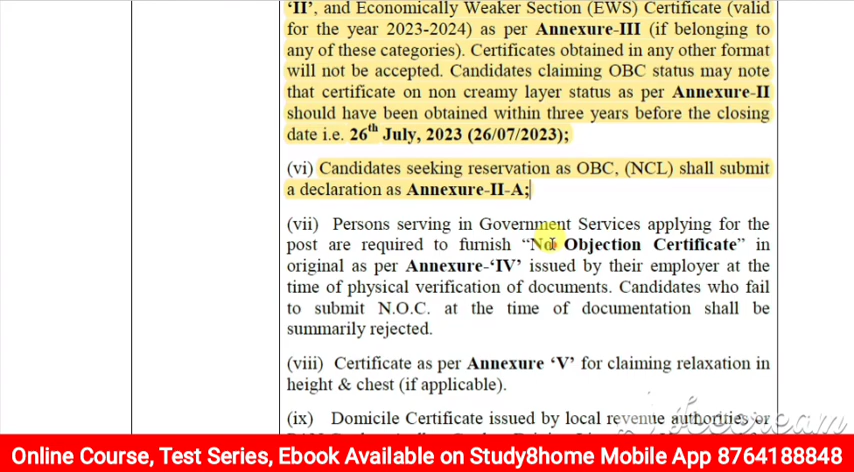 'II', and Economically Weaker Section (EWS) Certificate (valid
for the year 2023-2024) as per Annexure-III (if belonging to
any of these categories). Certificates obtained in any other format
will not be accepted. Candidates claiming OBC status may note
that certificate on non creamy layer status as per Annexure-II
should have been obtained within three years before the closing
date i.e. 26th July, 2023 (26/07/2023);
(vi) Candidates seeking reservation as OBC, (NCL) shall submit
a declaration as Annexure-II-A;
(vii) Persons serving in Government Services applying for the
post are required to furnish “No Objection Certificate” in
original as per Annexure-‘IV’ issued by their employer at the
time of physical verification of documents. Candidates who fail
to submit N.O.C. at the time of documentation shall be
summarily rejected.
(viii) Certificate as per Annexure ‘V’ for claiming relaxation in
height & chest (if applicable).
(ix) Domicile Certificate issued by local revenue authorities or
Online Course, Test Series, Ebook Available on Study8home Mobile App 8764188848